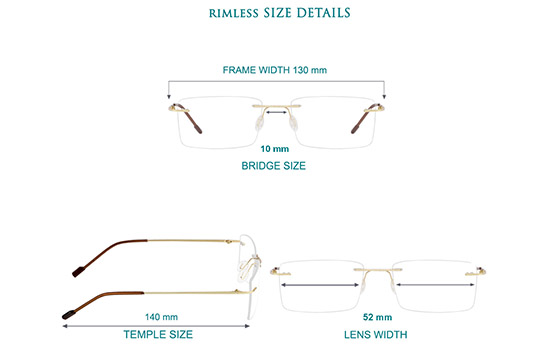 RIMLESS SIZE DETAILS
FRAME WIDTH 130 mm
10 mm
BRIDGE SIZE
140 mm
TEMPLE SIZE
52 mm
LENS WIDTH